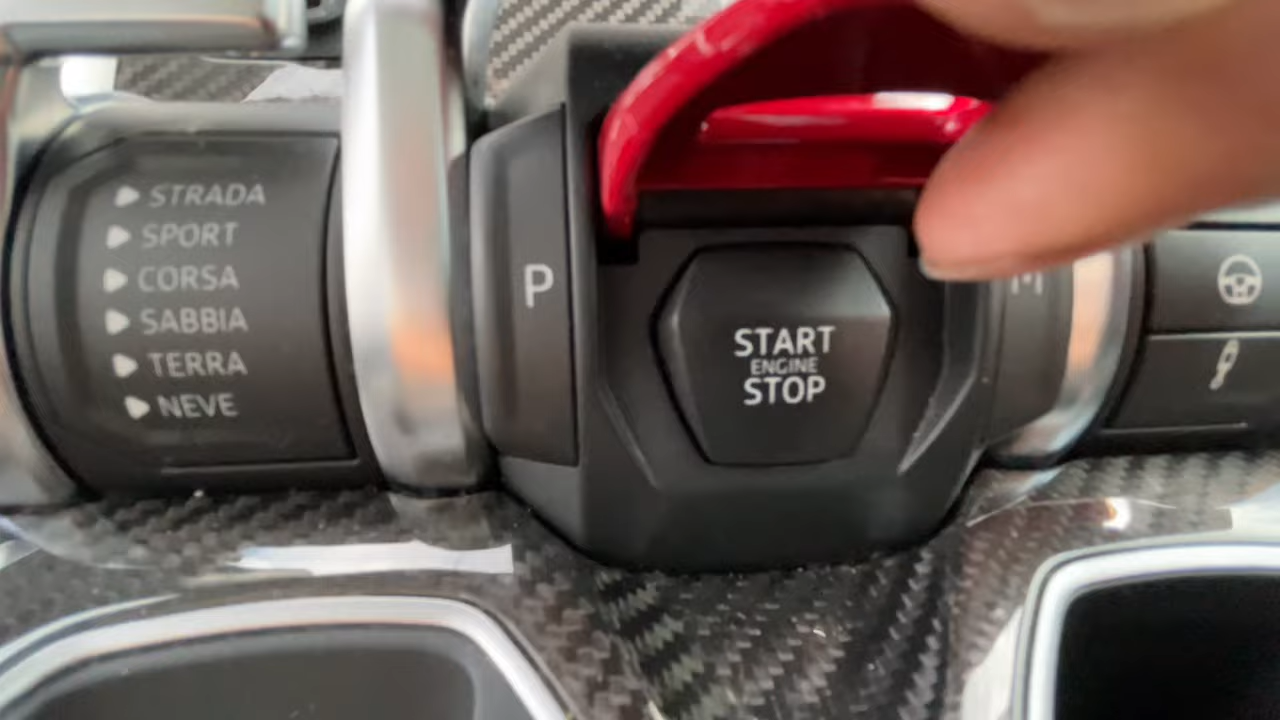 STRADA
SPORT
CORSA
SABBIA
TERRA
NEVE
P
START
ENGINE
STOP
M